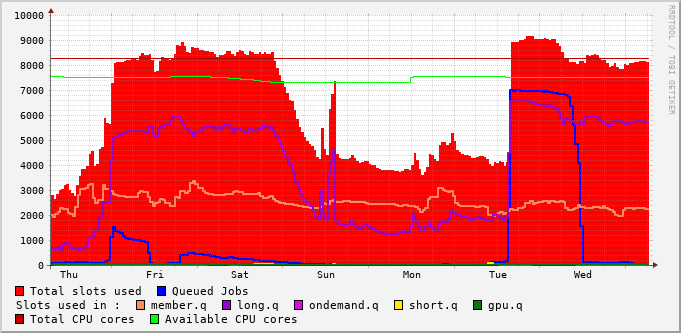 10000
9000
8000
7000
6000
5000
4000
3000
2000
1000
0
Thu Fri Sat Sun Mon Tue Wed
RRDTOOL / TOBI OETIKER
Total slots used Queued Jobs
Slots used in : member.q long.q ondemand.q short.q gpu.q
Total CPU cores Available CPU cores